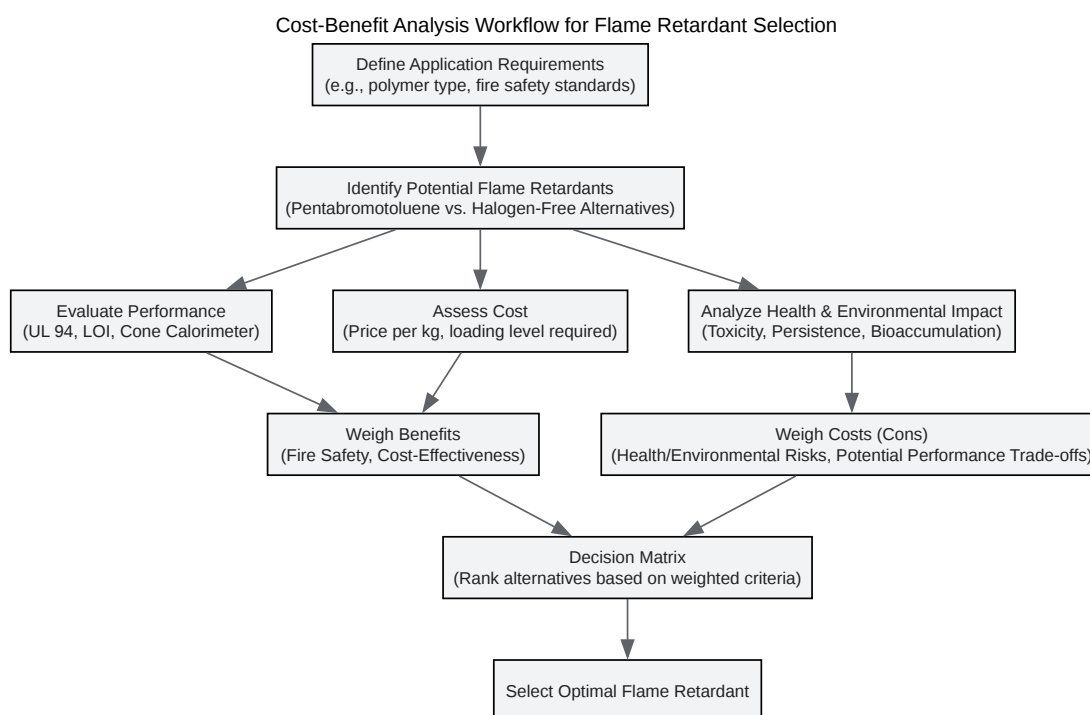 Cost-Benefit Analysis Workflow for Flame Retardant Selection
Define Application Requirements
(e.g., polymer type, fire safety standards)
Identify Potential Flame Retardants
(Pentabromotoluene vs. Halogen-Free Alternatives)
Evaluate Performance
(UL 94, LOI, Cone Calorimeter)
Assess Cost
(Price per kg, loading level required)
Analyze Health & Environmental Impact
(Toxicity, Persistence, Bioaccumulation)
Weigh Benefits
(Fire Safety, Cost-Effectiveness)
Weigh Costs (Cons)
(Health/Environmental Risks, Potential Performance Trade-offs)
Decision Matrix
(Rank alternatives based on weighted criteria)
Select Optimal Flame Retardant